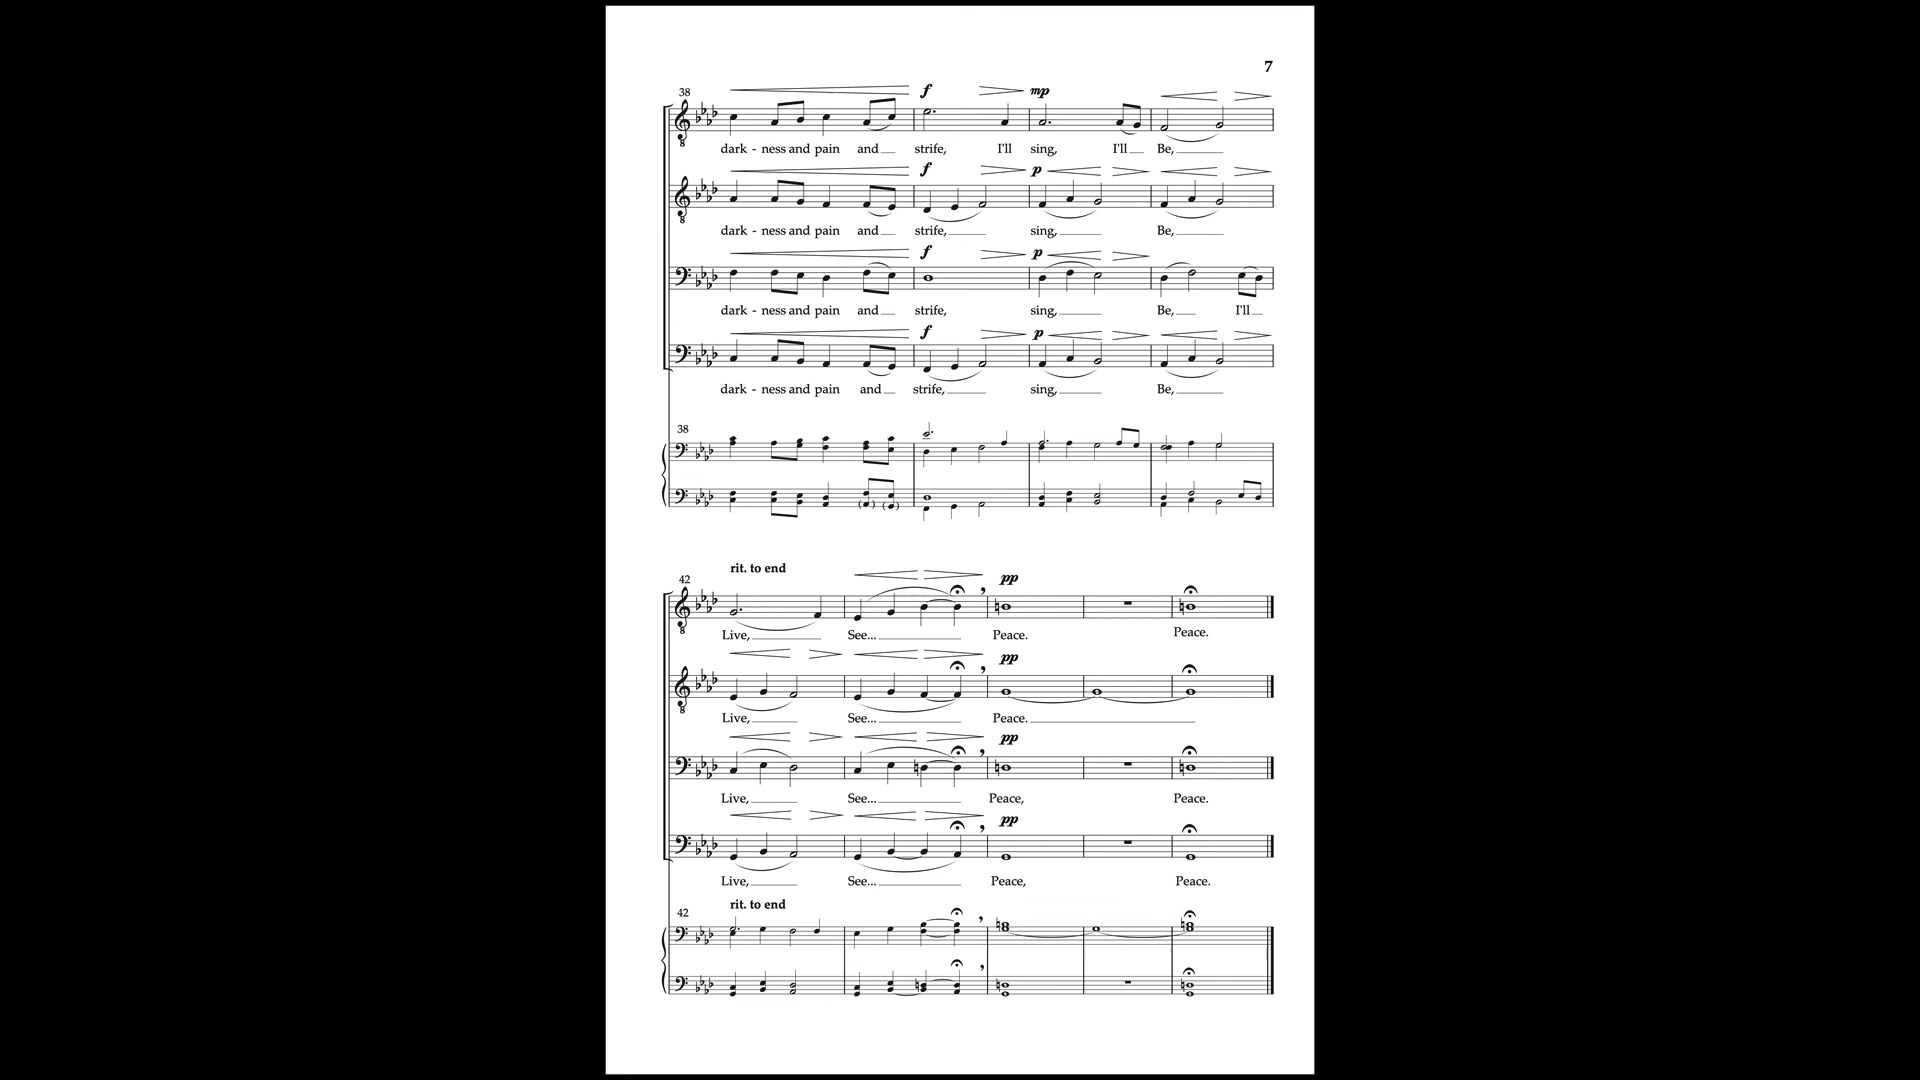 7
38
f
mp
dark - ness and pain and strife, I'll sing, I'll Be,
f
p
dark - ness and pain and strife, sing, Be,
f
p
dark - ness and pain and strife, sing, Be, I'll
f
p
dark - ness and pain and strife, sing, Be,
38
rit. to end
42
pp
Live, See... Peace. Peace.
pp
Live, See... Peace.
pp
Live, See... Peace, Peace.
pp
Live, See... Peace, Peace.
rit. to end
42